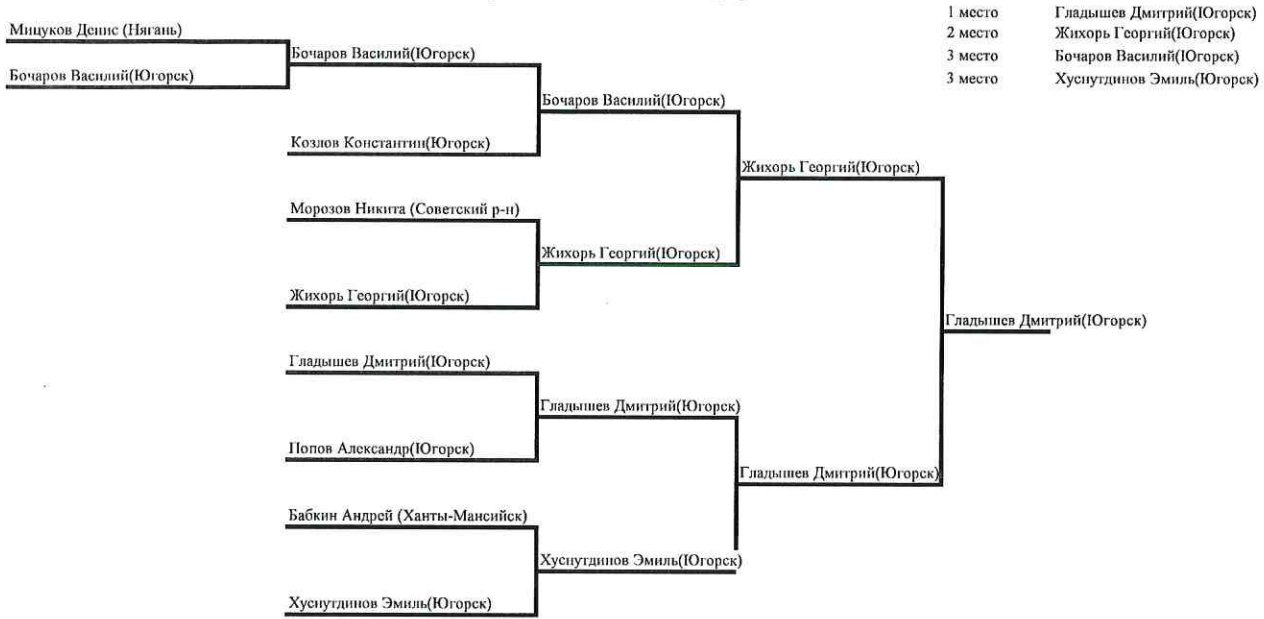 1 место Гладышев Дмитрий(Югорск)
2 место Жихорь Георгий(Югорск)
3 место Бочаров Василий(Югорск)
3 место Хуснутдинов Эмиль(Югорск)
Мицуков Денис (Нягань)
Бочаров Василий(Югорск)
Бочаров Василий(Югорск)
Бочаров Василий(Югорск)
Козлов Константин(Югорск)
Жихорь Георгий(Югорск)
Морозов Никита (Советский р-н)
Жихорь Георгий(Югорск)
Жихорь Георгий(Югорск)
Гладышев Дмитрий(Югорск)
Гладышев Дмитрий(Югорск)
Гладышев Дмитрий(Югорск)
Попов Александр(Югорск)
Гладышев Дмитрий(Югорск)
Бабкин Андрей (Ханты-Мансийск)
Хуснутдинов Эмиль(Югорск)
Хуснутдинов Эмиль(Югорск)